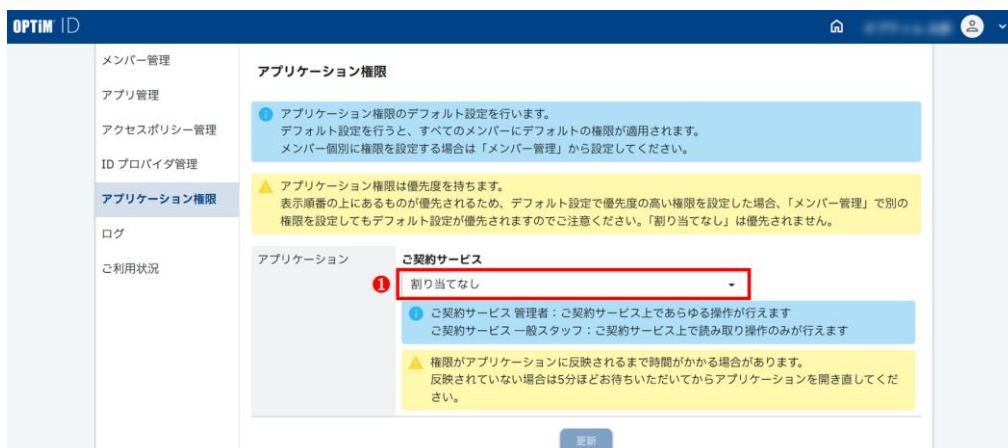 OPTiM ID
メンバー管理
アプリ管理
アクセスポリシー管理
ID プロバイダ管理
アプリケーション権限
ログ
ご利用状況
アプリケーション権限
アプリケーション権限のデフォルト設定を行います。
デフォルト設定を行うと、すべてのメンバーにデフォルトの権限が適用されます。
メンバー個別に権限を設定する場合は「メンバー管理」から設定してください。
アプリケーション権限は優先度を持ちます。
表示順番の上にあるものが優先されるため、デフォルト設定で優先度の高い権限を設定した場合、「メンバー管理」で別の
権限を設定してもデフォルト設定が優先されますのでご注意ください。「割り当てなし」は優先されません。
アプリケーション
ご契約サービス
1 割り当てなし
ご契約サービス 管理者：ご契約サービス上であらゆる操作が行えます
ご契約サービス 一般スタッフ：ご契約サービス上で読み取り操作のみが行えます
権限がアプリケーションに反映されるまで時間がかかる場合があります。
反映されていない場合は5分ほどお待ちいただいてからアプリケーションを開き直してくだ
さい。
更新